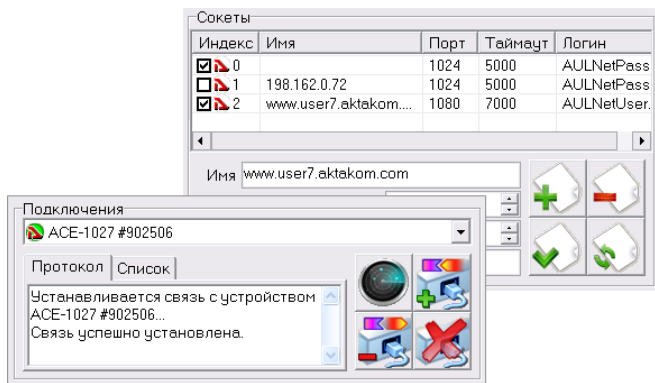 Сокеты
Индекс Имя Порт Таймаут Логин
0 1024 5000 AULNetPass
1 198.162.0.72 1024 5000 AULNetPass
2 www.user7.aktakom.... 1080 7000 AULNetUser.
Имя www.user7.aktakom.com
Подключения
ACE-1027 #902506
Протокол Список
Устанавливается связь с устройством
ACE-1027 #902506...
Связь успешно установлена.